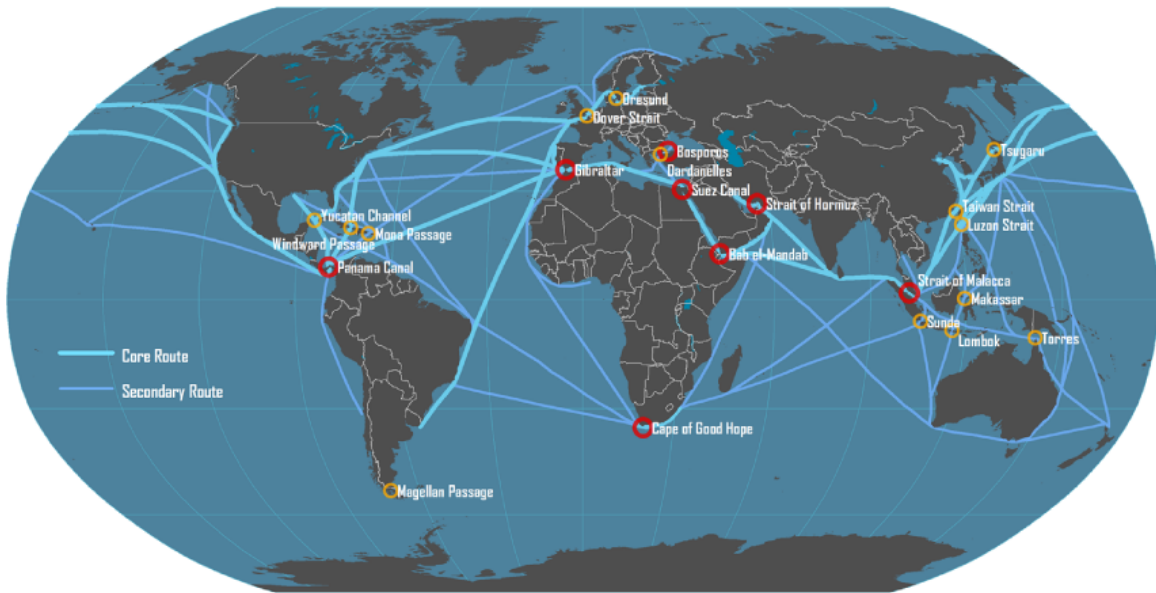 Oresund
Dover Strait
Bosporus
Dardanelles
Gibraltar
Suez Canal
Strait of Hormuz
Tsugaru
Taiwan Strait
Luzon Strait
Yucatan Channel
Mona Passage
Windward Passage
Panama Canal
Bab el-Mandab
Strait of Malacca
Makassar
Sunda
Lombok
Torres
Core Route
Secondary Route
Cape of Good Hope
Magellan Passage